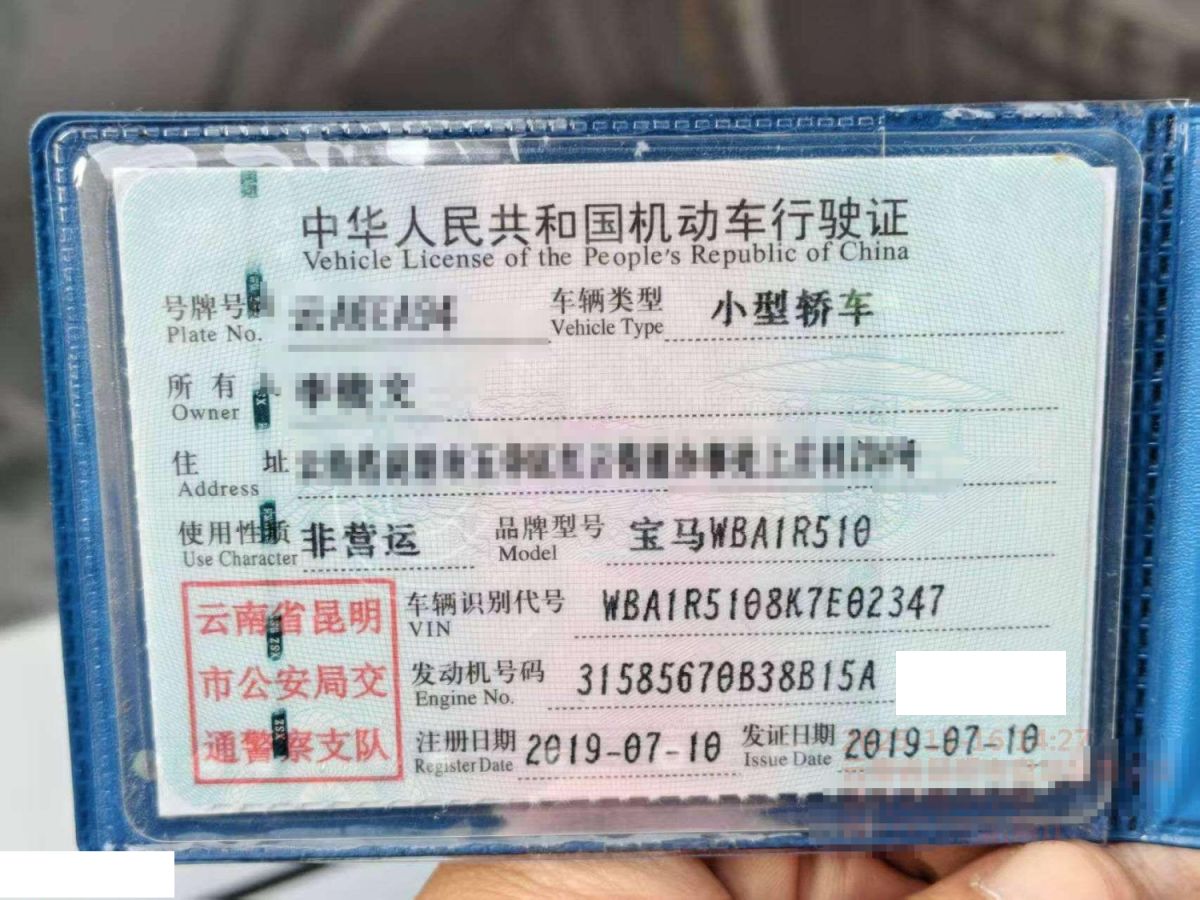 中华人民共和国机动车行驶证
Vehicle License of the People's Republic of China
号牌号 车辆类型 小型轿车
Plate No. Vehicle Type
所有人
Owner
住址
Address
使用性质 非营运 品牌型号 宝马WBA1R510
Use Character Model
云南省昆明
市公安局交
通警察支队
车辆识别代号 WBA1R5108K7E02347
VIN
发动机号码 31585670B38B15A
Engine No.
注册日期 2019-07-10 发证日期 2019-07-10
Register Date Issue Date